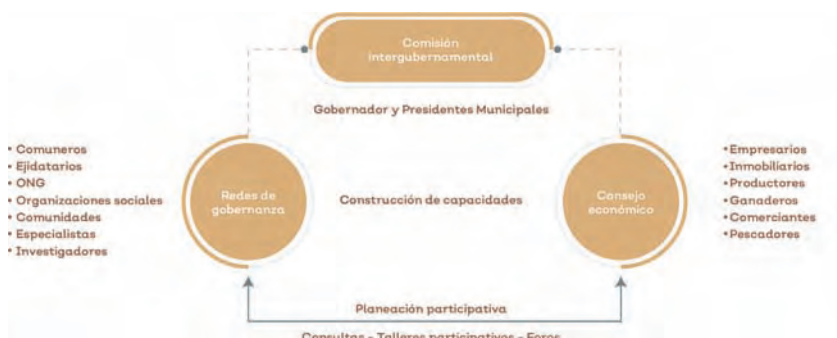 Comisión
intergubernamental
Gobernador y Presidentes Municipales
• Comuneros
• Ejidatarios
• ONG
• Organizaciones sociales
• Comunidades
• Especialistas
• Investigadores
Redes de
gobernanza
Construcción de capacidades
Consejo
económico
• Empresarios
• Inmobiliarios
• Productores
• Ganaderos
• Comerciantes
• Pescadores
Planeación participativa
Consultas - Talleres participativos - Foros